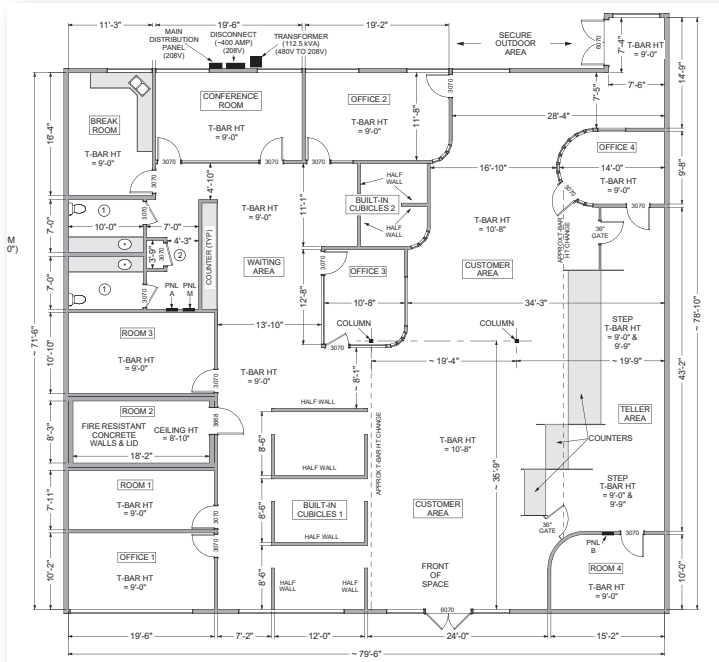 11'-3"
19'-6"
19'-2"
MAIN
DISTRIBUTION
PANEL
(208V)
DISCONNECT
(~400 AMP)
(208V)
TRANSFORMER
(112.5 kVA)
(480V TO 208V)
SECURE
OUTDOOR
AREA
6070
7'-4"
T-BAR HT
= 9'-0"
14'-9"
7'-6"
7'-5"
28'-4"
16'-4"
BREAK
ROOM
T-BAR HT
= 9'-0"
3070
CONFERENCE
ROOM
T-BAR HT
= 9'-0"
3070
3070
OFFICE 2
T-BAR HT
= 9'-0"
3070
3070
11'-8"
16'-10"
OFFICE 4
14'-0"
T-BAR HT
= 9'-0"
3070
3070
9'-8"
4'-10"
T-BAR HT
= 9'-0"
11'-1"
HALF
WALL
BUILT-IN
CUBICLES 2
HALF
WALL
T-BAR HT
= 10'-8"
APPROX T-BAR
HT CHANGE
36"
GATE
7'-0"
1
10'-0"
3070
7'-0"
4'-3"
3'-9"
3070
2
COUNTER (TYP)
M
0")
7'-0"
1
3070
PNL
A
PNL
M
WAITING
AREA
3070
OFFICE 3
10'-8"
12'-8"
CUSTOMER
AREA
34'-3"
~ 71'-6"
~ 78'-10"
13'-10"
COLUMN
COLUMN
3070
STEP
T-BAR HT
= 9'-0" &
9'-9"
ROOM 3
T-BAR HT
= 9'-0"
10'-10"
3070
T-BAR HT
= 9'-0"
~ 8'-1"
~ 19'-4"
~ 19'-9"
43'-2"
HALF WALL
TELLER
AREA
8'-3"
ROOM 2
FIRE RESISTANT
CONCRETE
WALLS & LID
CEILING HT
= 8'-10"
18'-2"
3668
8'-6"
HALF WALL
APPROX T-BAR HT CHANGE
T-BAR HT
= 10'-8"
~ 35'-9"
COUNTERS
7'-11"
ROOM 1
T-BAR HT
= 9'-0"
3070
8'-6"
BUILT-IN
CUBICLES 1
HALF WALL
CUSTOMER
AREA
STEP
T-BAR HT
= 9'-0" &
9'-9"
36"
GATE
PNL
B
3070
10'-2"
OFFICE 1
T-BAR HT
= 9'-0"
3070
8'-6"
HALF
WALL
HALF
WALL
FRONT
OF
SPACE
6070
ROOM 4
T-BAR HT
= 9'-0"
10'-0"
19'-6"
7'-2"
12'-0"
24'-0"
15'-2"
~ 79'-6"